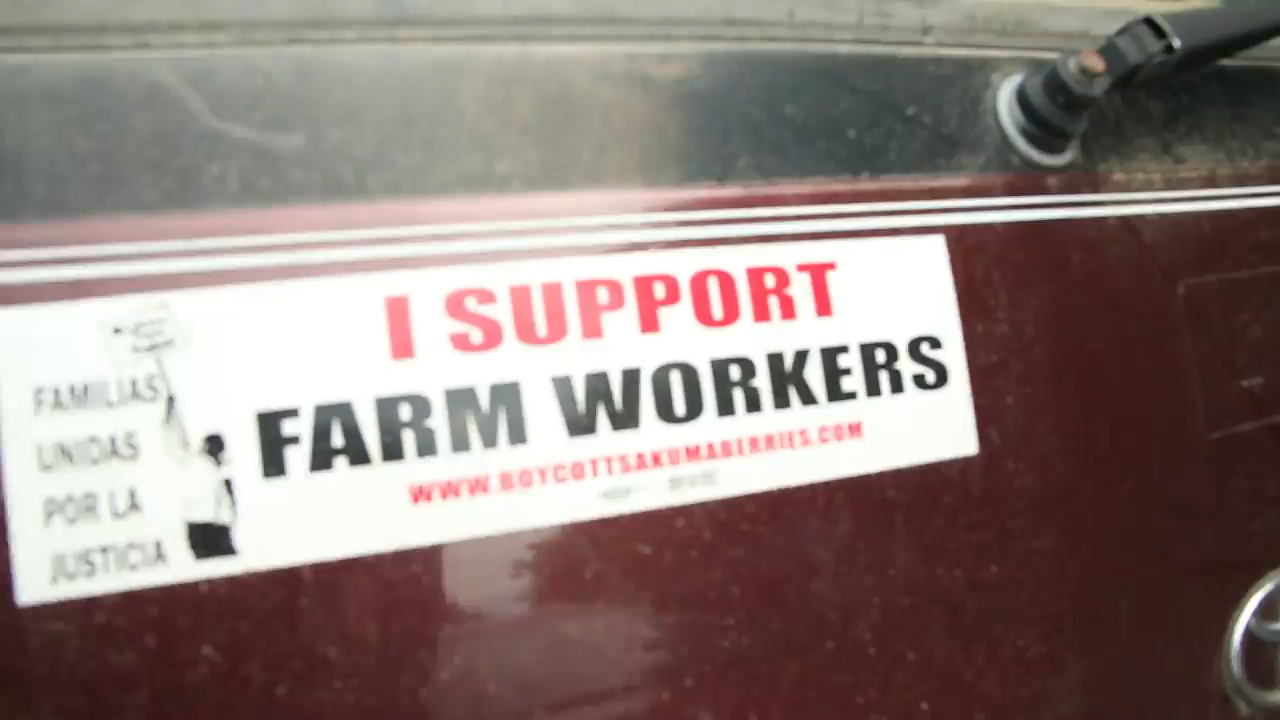 I SUPPORT
FARM WORKERS
WWW.BOYCOTTSAKUMABERRIES.COM
FAMILIAS
UNIDAS
POR LA
JUSTICIA